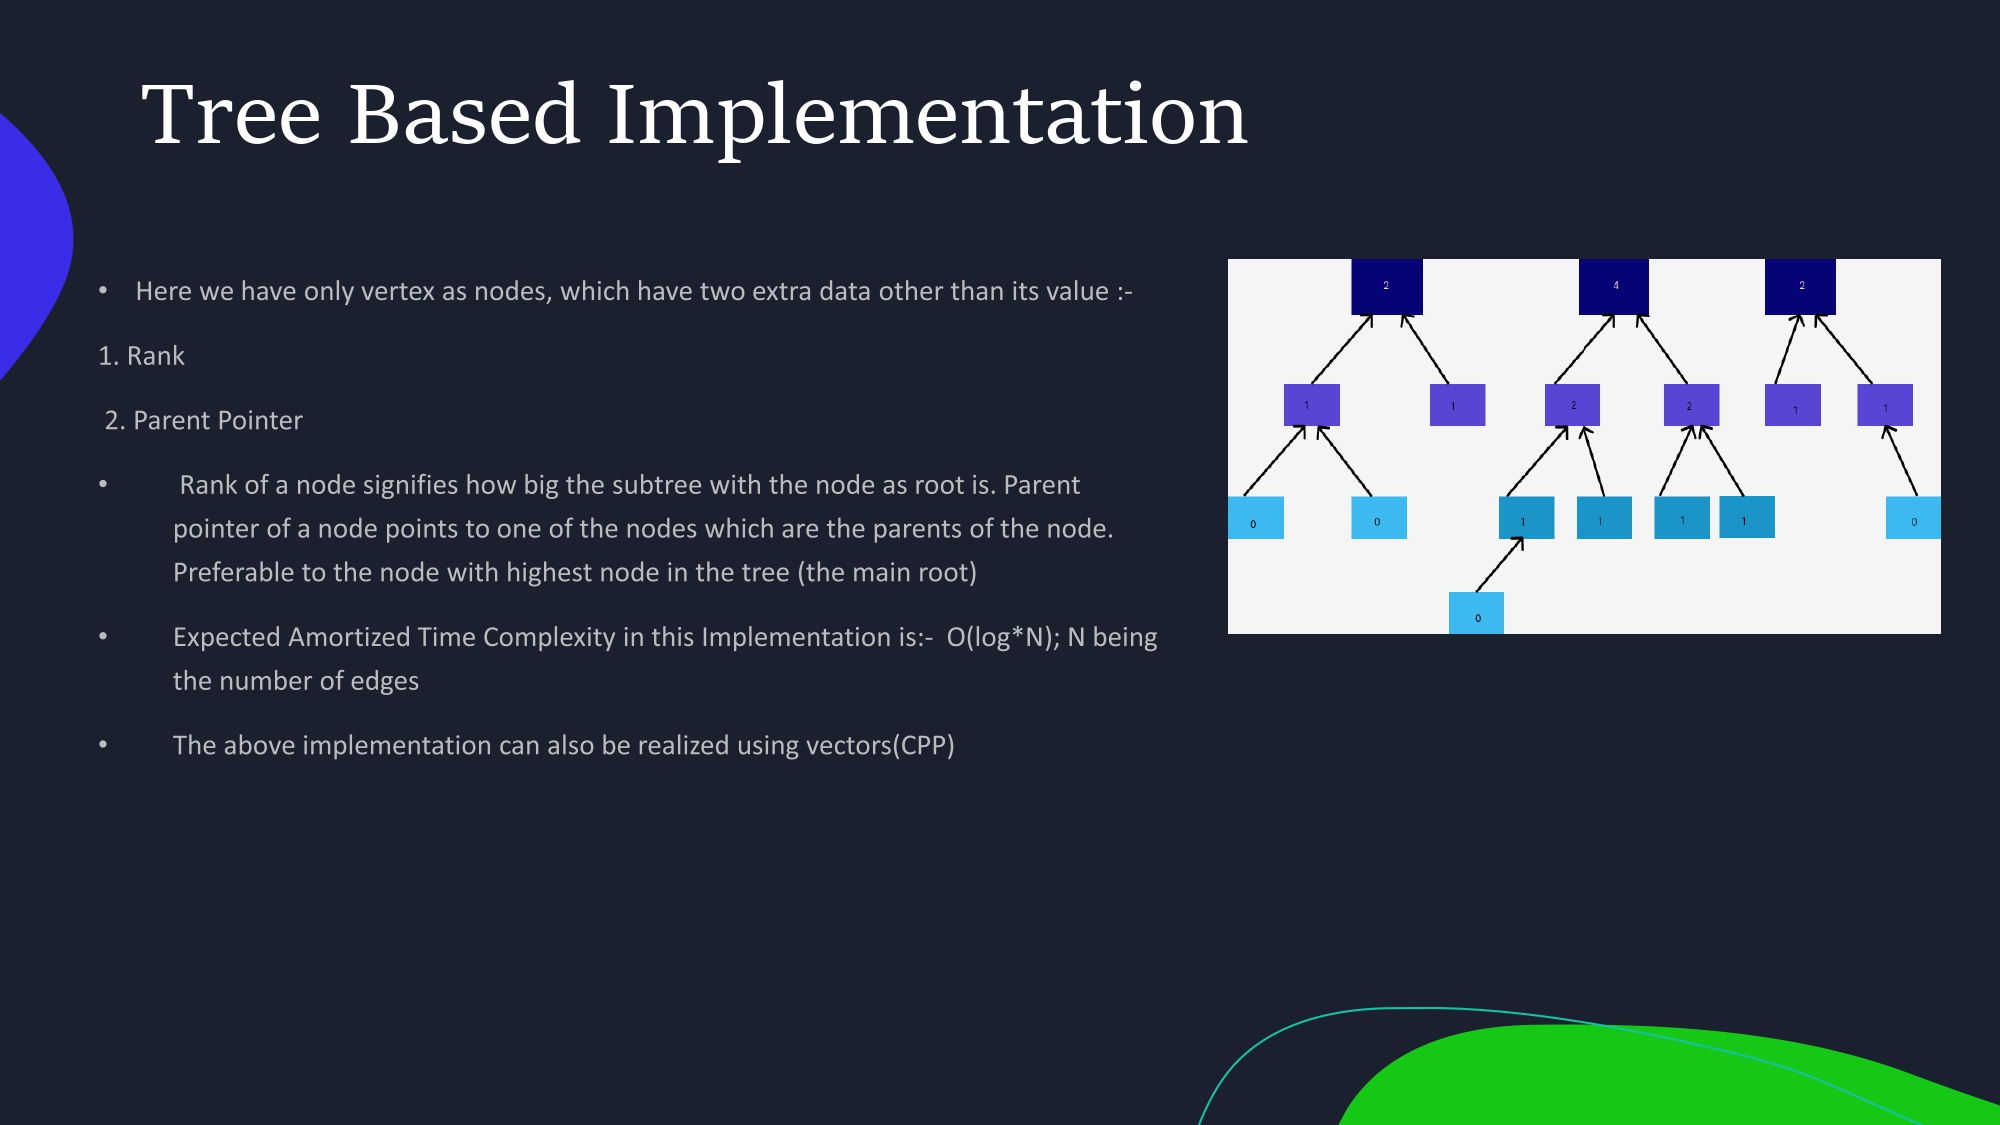 Tree Based Implementation
• Here we have only vertex as nodes, which have two extra data other than its value :-
1. Rank
2. Parent Pointer
• Rank of a node signifies how big the subtree with the node as root is. Parent
pointer of a node points to one of the nodes which are the parents of the node.
Preferable to the node with highest node in the tree (the main root)
• Expected Amortized Time Complexity in this Implementation is:- O(log*N); N being
the number of edges
• The above implementation can also be realized using vectors(CPP)
2 4 2
1 1 2 2 1 1
0 0 1 1 1 1 0
0